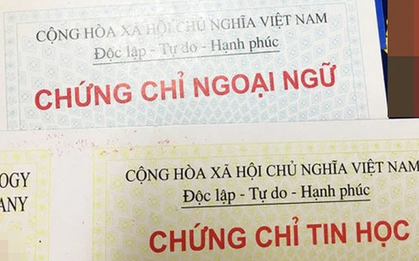 CỘNG HÒA XÃ HỘI CHỦ NGHĨA VIỆT NAM
Độc lập - Tự do - Hạnh phúc
CHỨNG CHỈ NGOẠI NGỮ
OGY
ANY
CỘNG HÒA XÃ HỘI CHỦ NGHĨA VIỆT NAM
Độc lập - Tự do - Hạnh phúc
CHỨNG CHỈ TIN HỌC